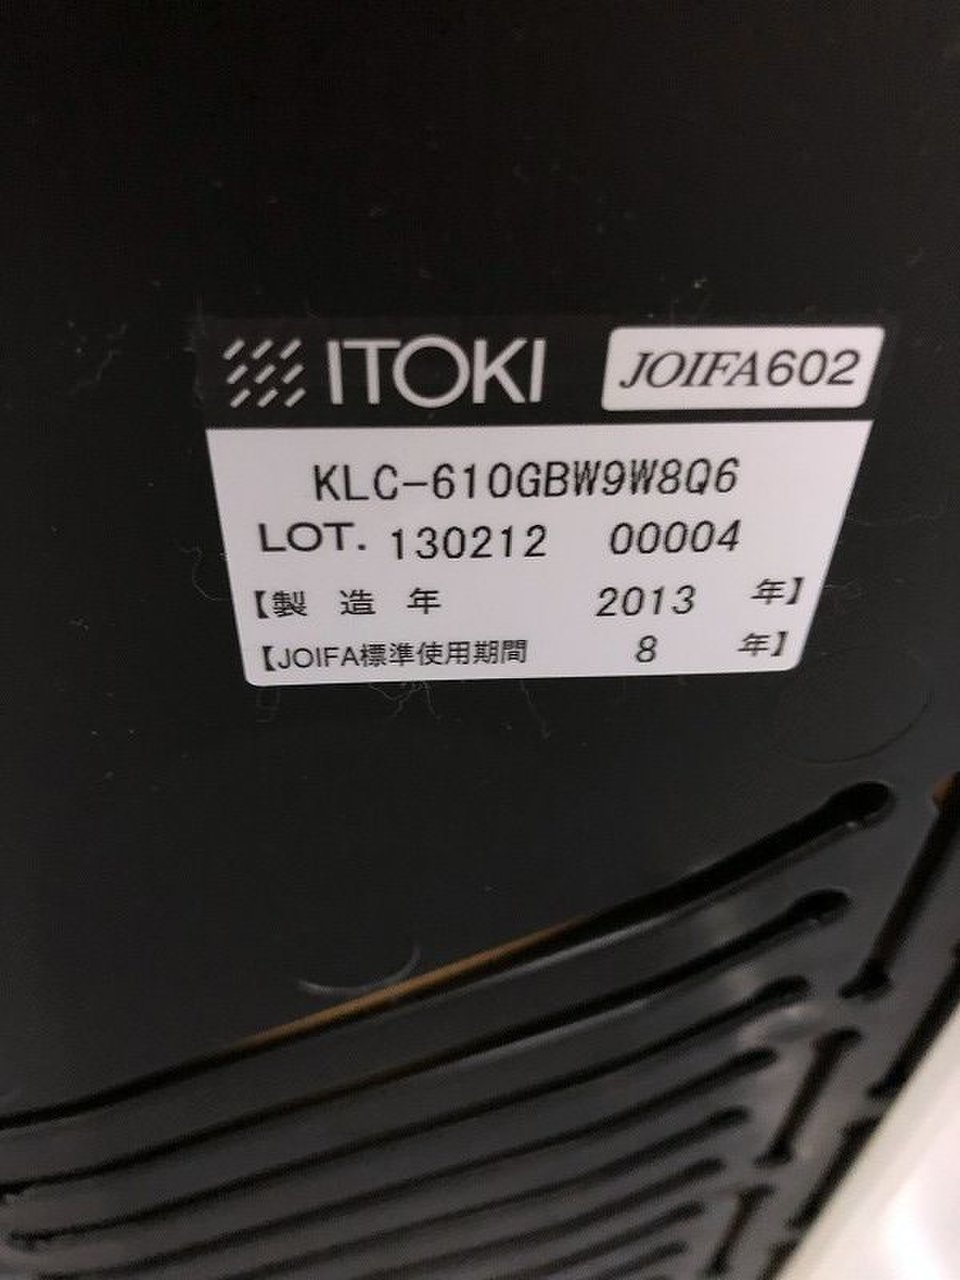 ITOKI JOIFA602
KLC-610GBW9W8Q6
LOT. 130212 00004
【製造年 2013 年】
【JOIFA標準使用期間 8 年】